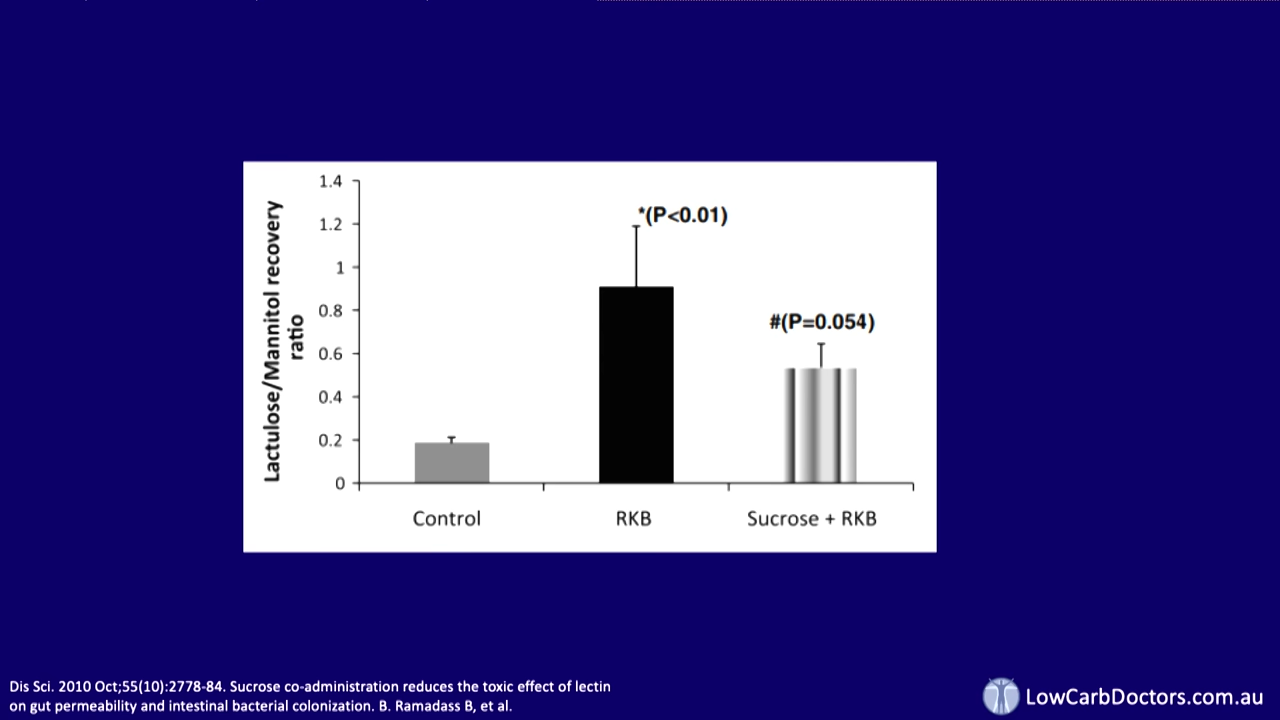 Lactulose/Mannitol recovery
ratio
1.4
1.2
1
0.8
0.6
0.4
0.2
0
*(P<0.01)
#(P=0.054)
Control
RKB
Sucrose + RKB
Dis Sci. 2010 Oct;55(10):2778-84. Sucrose co-administration reduces the toxic effect of lectin
on gut permeability and intestinal bacterial colonization. B. Ramadass B, et al.
LowCarbDoctors.com.au